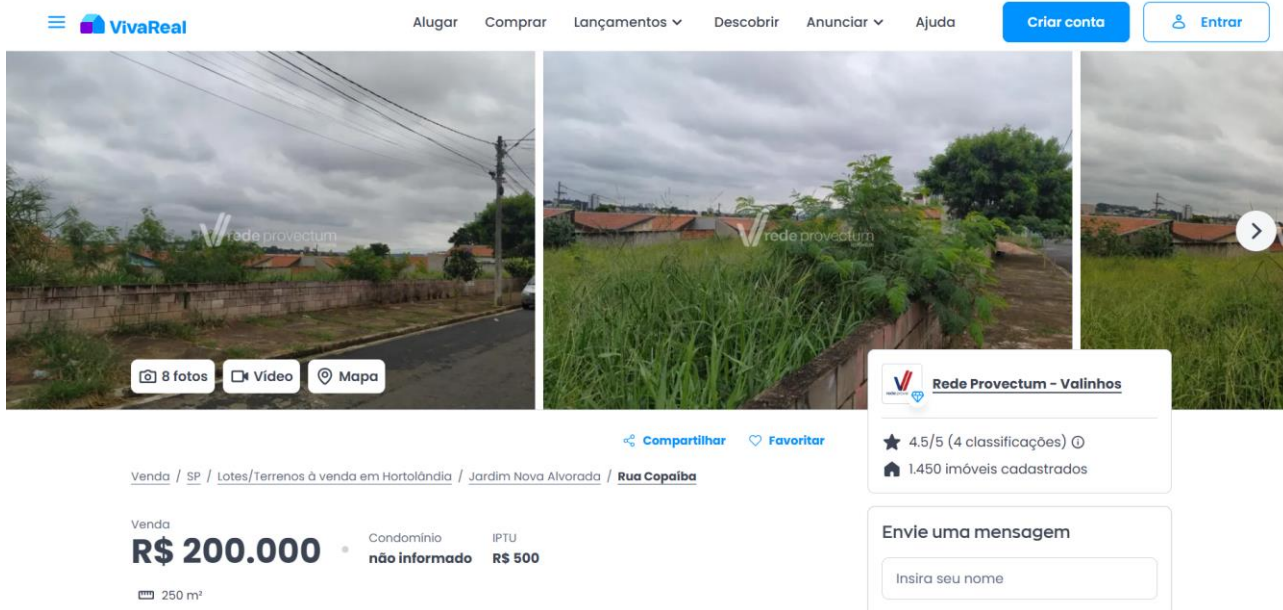 VivaReal
Alugar Comprar Lançamentos Descobrir Anunciar Ajuda Criar conta Entrar
rede provectum
rede provectum
8 fotos Vídeo Mapa
Rede Provectum - Valinhos
4.5/5 (4 classificações)
1.450 imóveis cadastrados
Compartilhar Favoritar
Venda / SP / Lotes/Terrenos à venda em Hortolândia / Jardim Nova Alvorada / Rua Copaíba
Venda
R$ 200.000
Condomínio
não informado
IPTU
R$ 500
250 m²
Envie uma mensagem
Insira seu nome